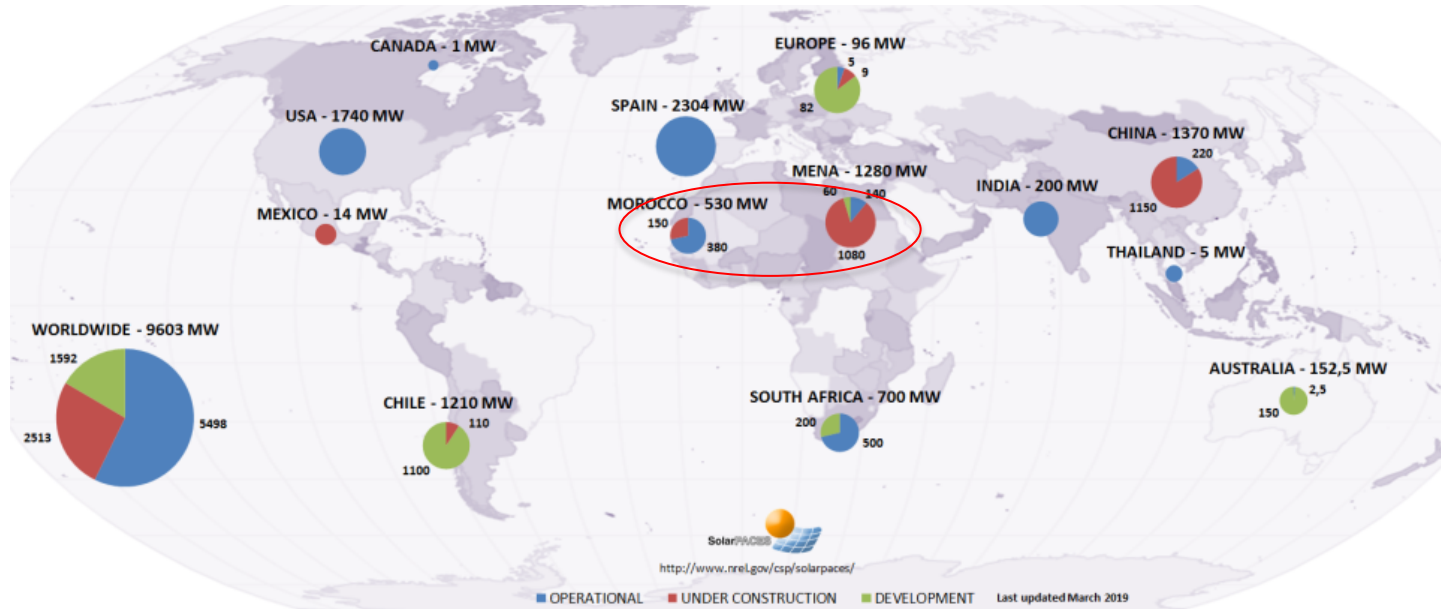 CANADA - 1 MW
EUROPE - 96 MW
5
9
82
USA - 1740 MW
SPAIN - 2304 MW
CHINA - 1370 MW
220
1150
MENA - 1280 MW
60
140
1080
INDIA - 200 MW
MOROCCO - 530 MW
150
380
MEXICO - 14 MW
THAILAND - 5 MW
WORLDWIDE - 9603 MW
1592
2513
5498
AUSTRALIA - 152,5 MW
2,5
150
CHILE - 1210 MW
110
1100
SOUTH AFRICA - 700 MW
200
500
SolarPACES
http://www.nrel.gov/csp/solarpaces/
OPERATIONAL UNDER CONSTRUCTION DEVELOPMENT Last updated March 2019